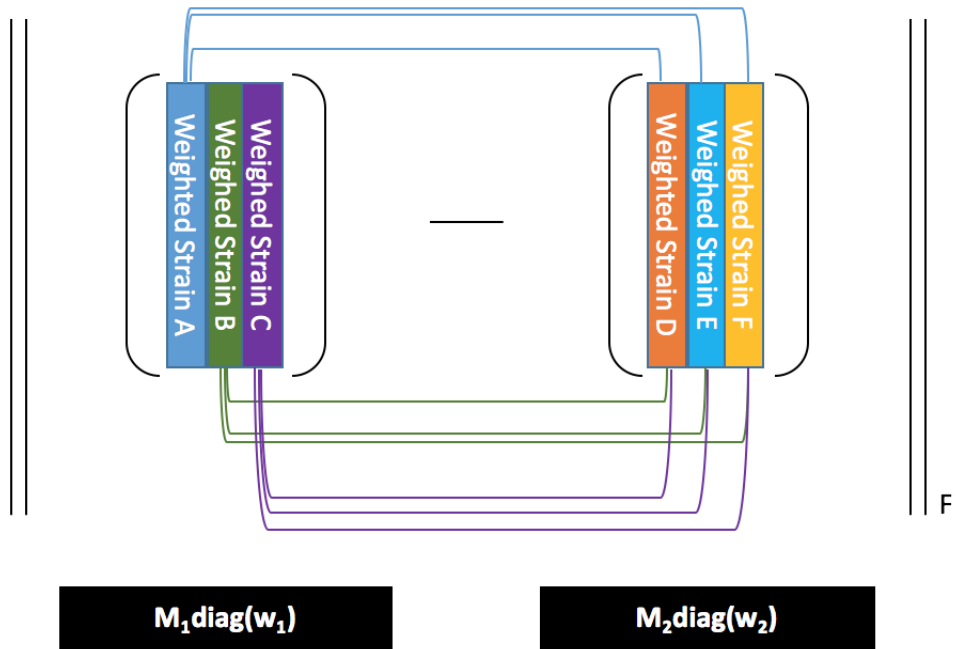 Weighted Strain A
Weighed Strain B
Weighed Strain C
Weighted Strain D
Weighed Strain E
Weighed Strain F
F
M₁diag(w₁)
M₂diag(w₂)